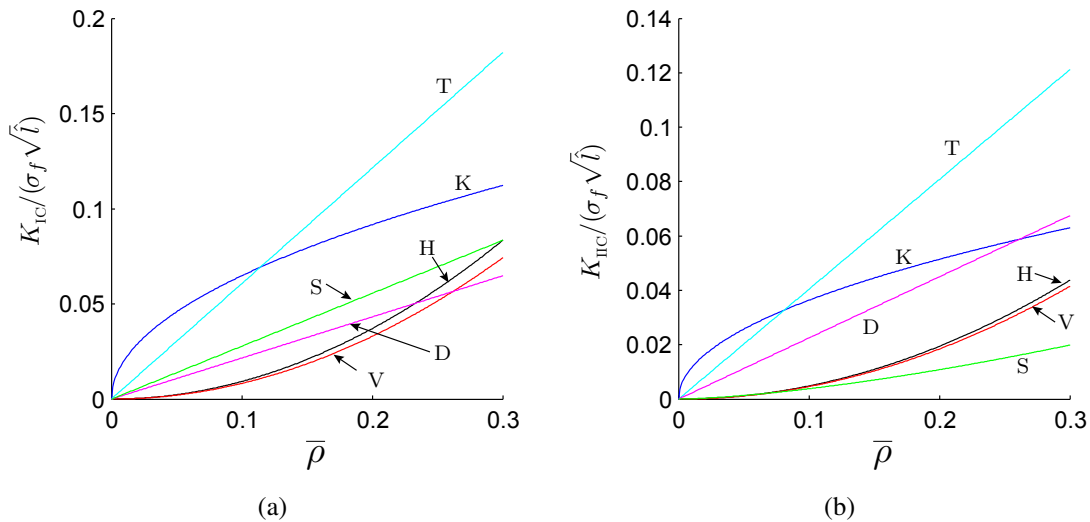 0.2
0.15
0.1
0.05
0
K_IC/(σ_f √l̂)
T
K
H
S
D
V
0 0.1 0.2 0.3
ρ̅
(a)
0.14
0.12
0.1
0.08
0.06
0.04
0.02
0
K_IIC/(σ_f √l̂)
T
K
H
D
V
S
0 0.1 0.2 0.3
ρ̅
(b)